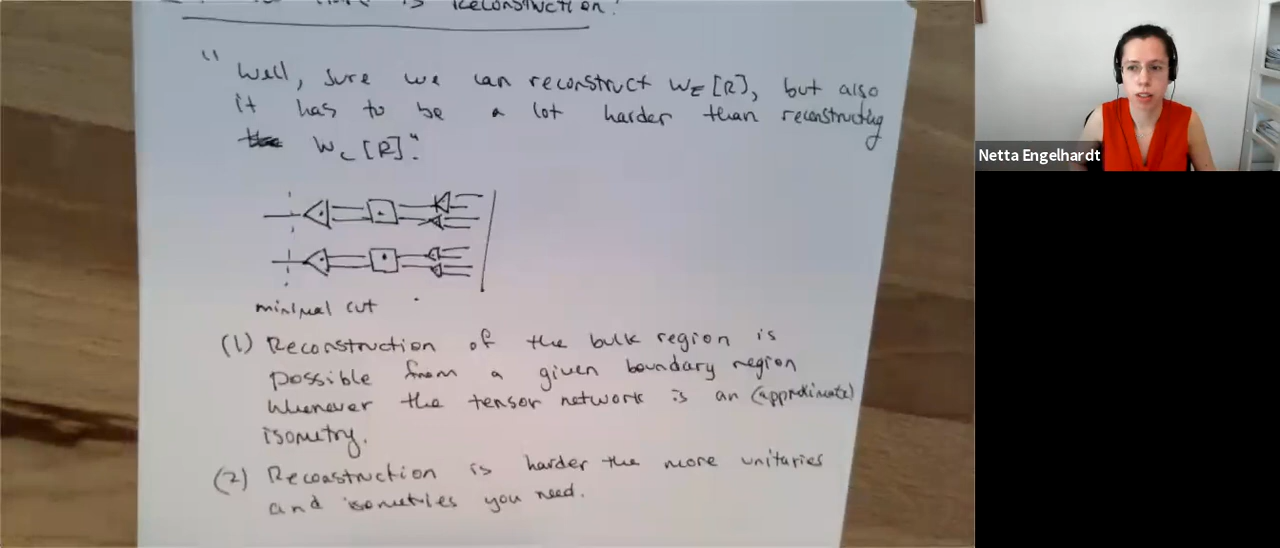 is Reconstruction?
"Well, sure we can reconstruct W_E[R], but also
it has to be a lot harder than reconstructing
W_C[R]."
minimal cut
(1) Reconstruction of the bulk region is
possible from a given boundary region
whenever the tensor network is an (approximate)
isometry.
(2) Reconstruction is harder the more unitaries
and isometries you need.
Netta Engelhardt